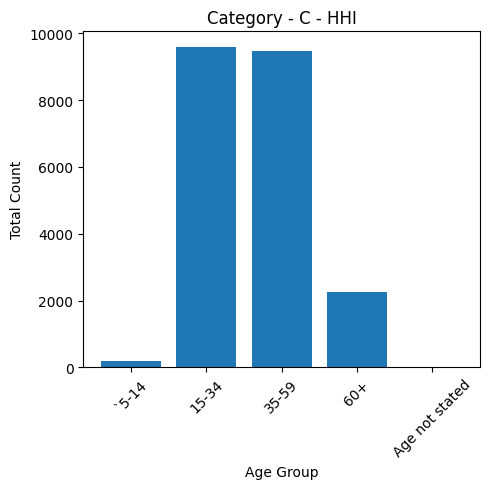 Category - C - HHI
Total Count
10000
8000
6000
4000
2000
0
`5-14
15-34
35-59
60+
Age not stated
Age Group